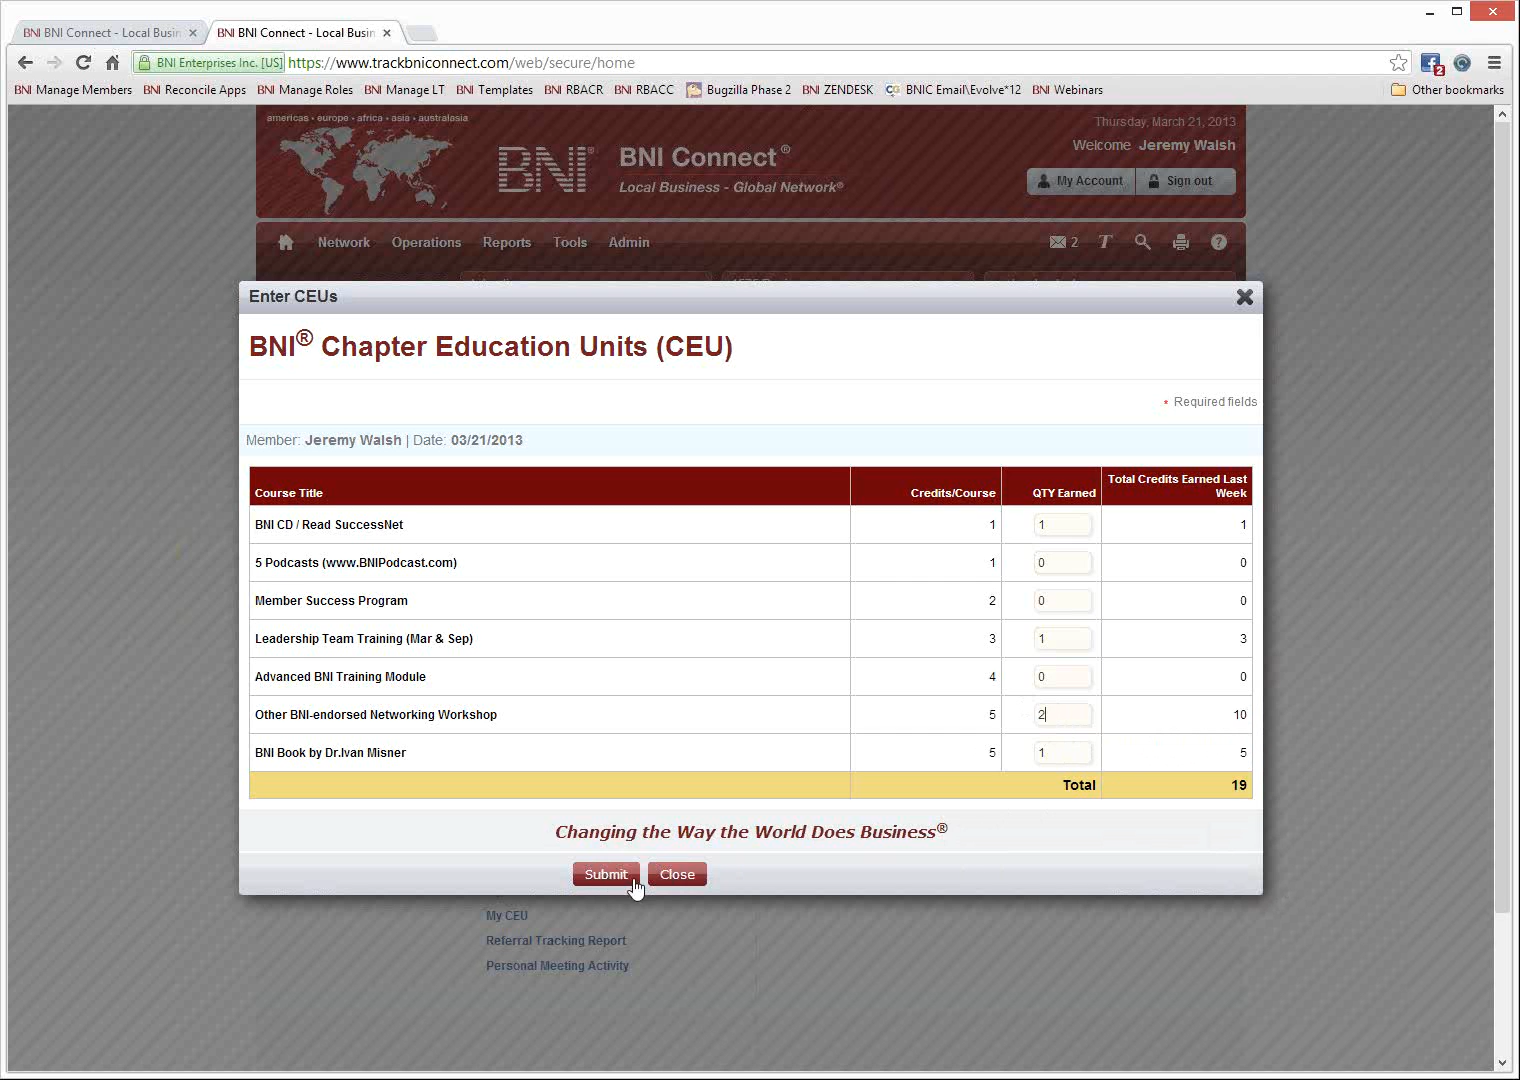 BNI BNI Connect - Local Busin
BNI BNI Connect - Local Busin
BNI Enterprises Inc. [US] https://www.trackbniconnect.com/web/secure/home
2
BNI Manage Members BNI Reconcile Apps BNI Manage Roles BNI Manage LT BNI Templates BNI RBACR BNI RBACC Bugzilla Phase 2 BNI ZENDESK CG BNIC Email\Evolve*12 BNI Webinars Other bookmarks
americas • europe • africa • asia • australasia
Thursday, March 21, 2013
Welcome Jeremy Walsh
BNI® BNI Connect®
Local Business - Global Network®
My Account Sign out
Network Operations Reports Tools Admin 2 T ?
Enter CEUs
BNI® Chapter Education Units (CEU)
* Required fields
Member: Jeremy Walsh | Date: 03/21/2013
Course Title Credits/Course QTY Earned Total Credits Earned Last Week
BNI CD / Read SuccessNet 1 1 1
5 Podcasts (www.BNIPodcast.com) 1 0 0
Member Success Program 2 0 0
Leadership Team Training (Mar & Sep) 3 1 3
Advanced BNI Training Module 4 0 0
Other BNI-endorsed Networking Workshop 5 2 10
BNI Book by Dr.Ivan Misner 5 1 5
Total 19
Changing the Way the World Does Business®
Submit Close
My CEU
Referral Tracking Report
Personal Meeting Activity